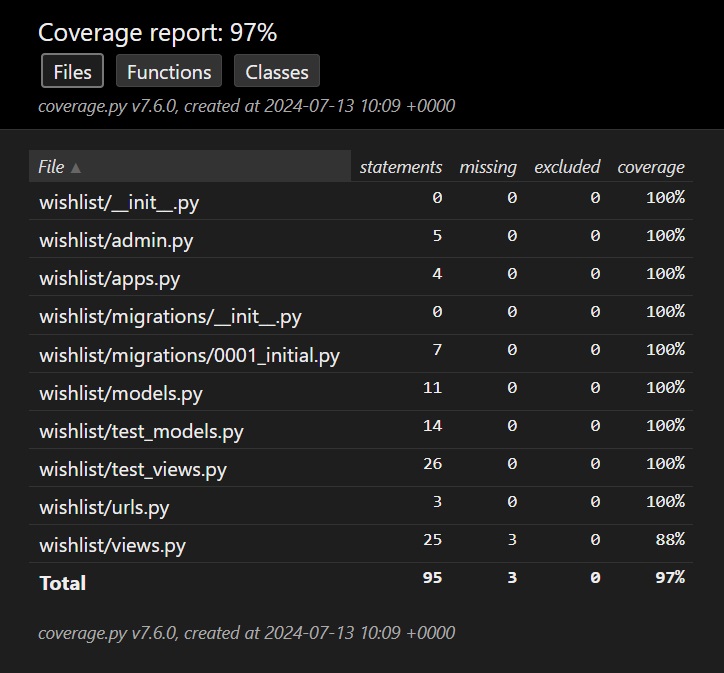 Coverage report: 97%
Files Functions Classes
coverage.py v7.6.0, created at 2024-07-13 10:09 +0000
File ▲ statements missing excluded coverage
wishlist/__init__.py 0 0 0 100%
wishlist/admin.py 5 0 0 100%
wishlist/apps.py 4 0 0 100%
wishlist/migrations/__init__.py 0 0 0 100%
wishlist/migrations/0001_initial.py 7 0 0 100%
wishlist/models.py 11 0 0 100%
wishlist/test_models.py 14 0 0 100%
wishlist/test_views.py 26 0 0 100%
wishlist/urls.py 3 0 0 100%
wishlist/views.py 25 3 0 88%
Total 95 3 0 97%
coverage.py v7.6.0, created at 2024-07-13 10:09 +0000